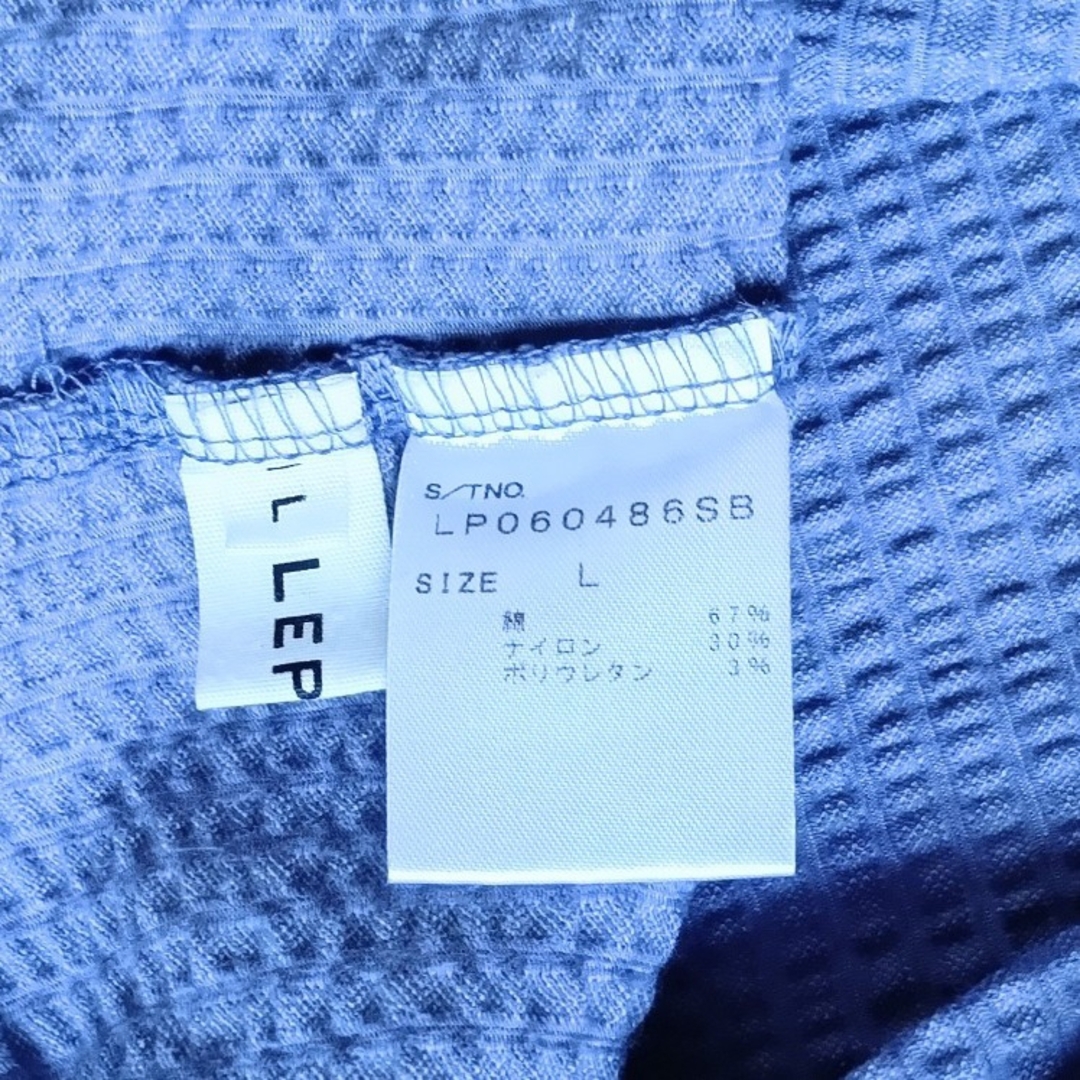 L LEP
S/TNO.
LP060486SB
SIZE L
綿 67%
ナイロン 30%
ポリウレタン 3%